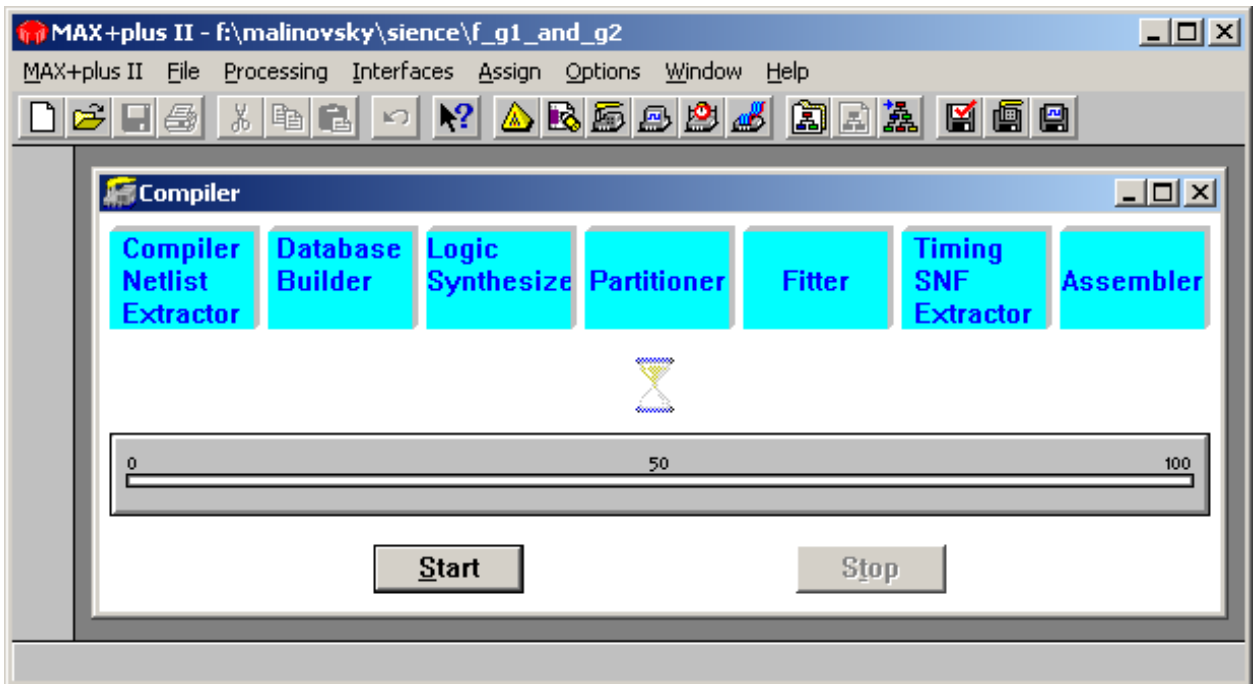 MAX+plus II - f:\malinovsky\sience\f_g1_and_g2
MAX+plus II File Processing Interfaces Assign Options Window Help
Compiler
Compiler
Netlist
Extractor
Database
Builder
Logic
Synthesize
Partitioner
Fitter
Timing
SNF
Extractor
Assembler
0 50 100
Start Stop